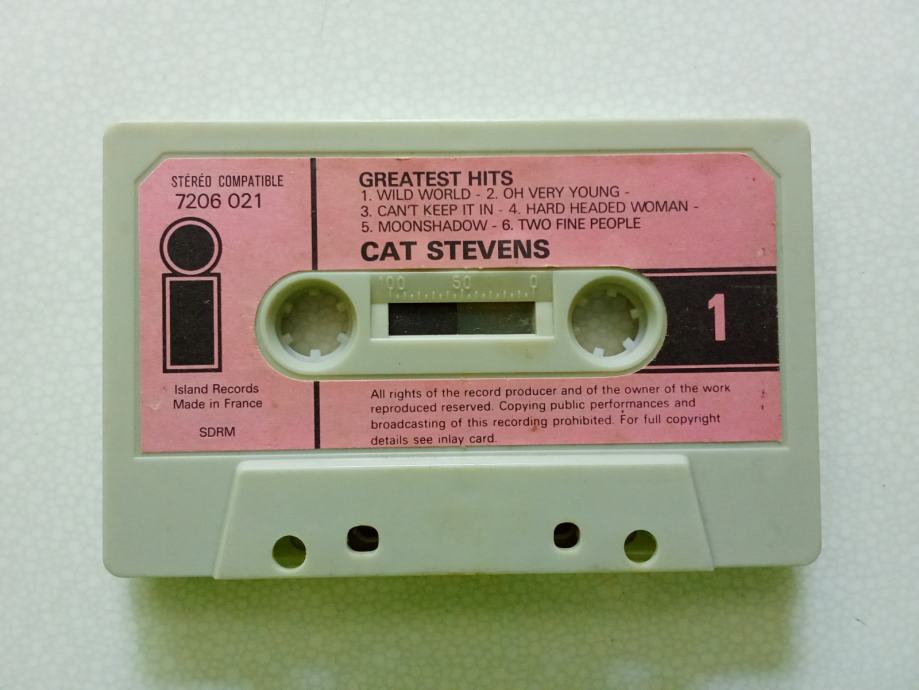 STÉRÉO COMPATIBLE
7206 021
Island Records
Made in France
SDRM
GREATEST HITS
1. WILD WORLD - 2. OH VERY YOUNG -
3. CAN'T KEEP IT IN - 4. HARD HEADED WOMAN -
5. MOONSHADOW - 6. TWO FINE PEOPLE
CAT STEVENS
100 50 0
1
All rights of the record producer and of the owner of the work
reproduced reserved. Copying public performances and
broadcasting of this recording prohibited. For full copyright
details see inlay card.